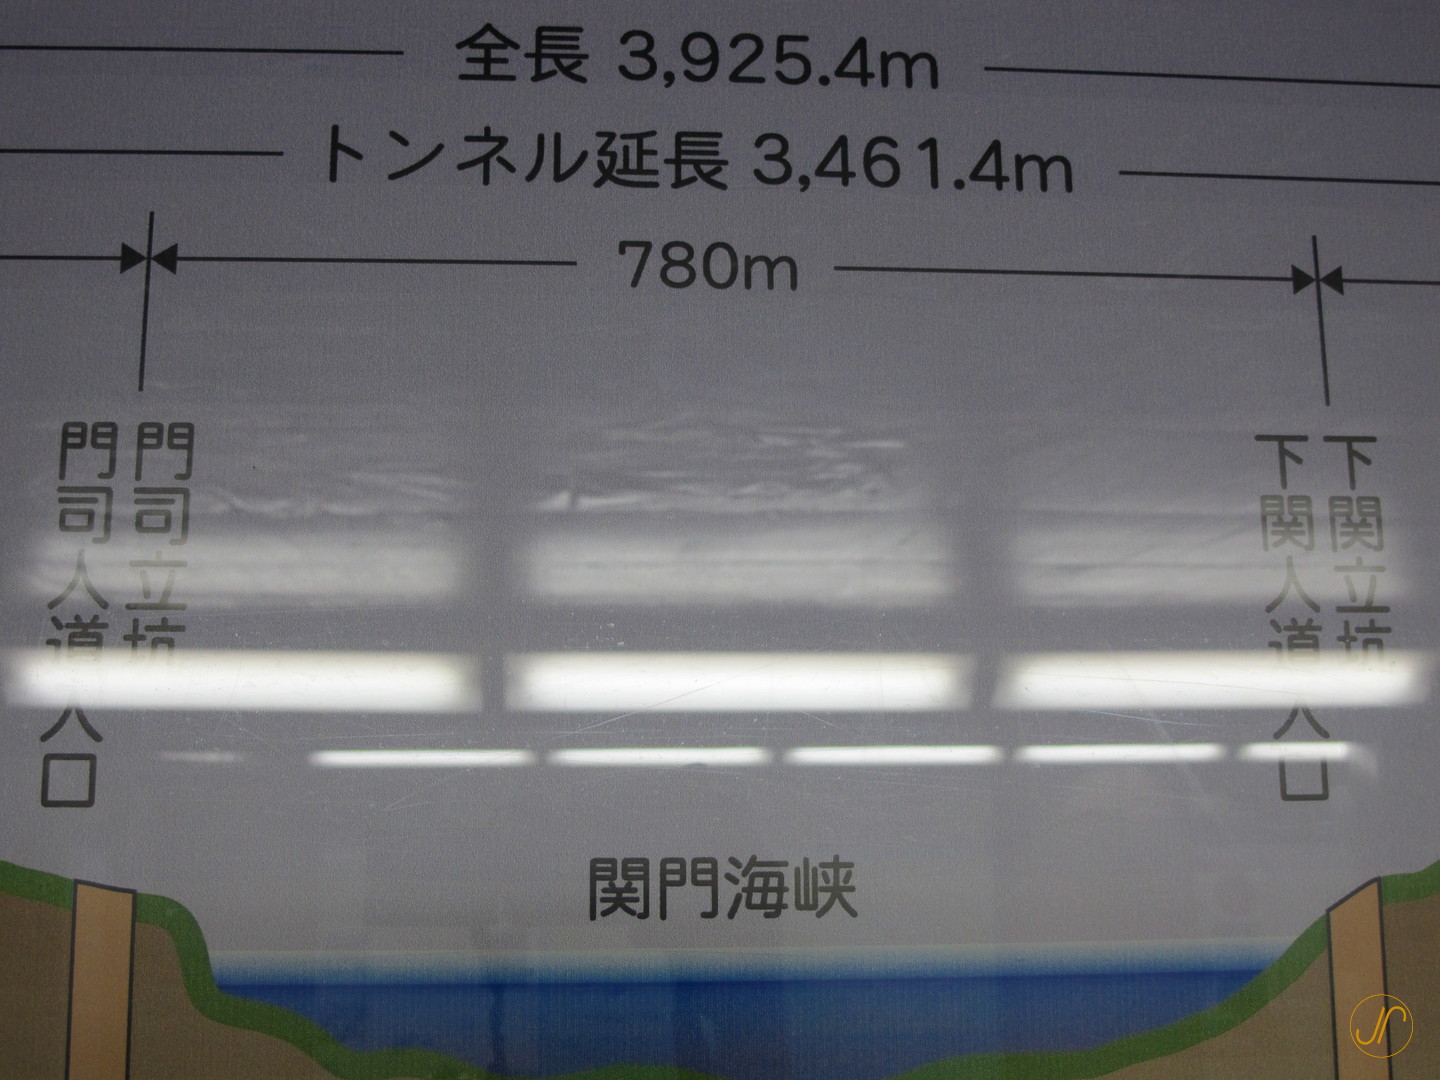 全長 3,925.4m
トンネル延長 3,461.4m
780m
門司立坑
門司人道入口
下関立坑
下関人道入口
関門海峡